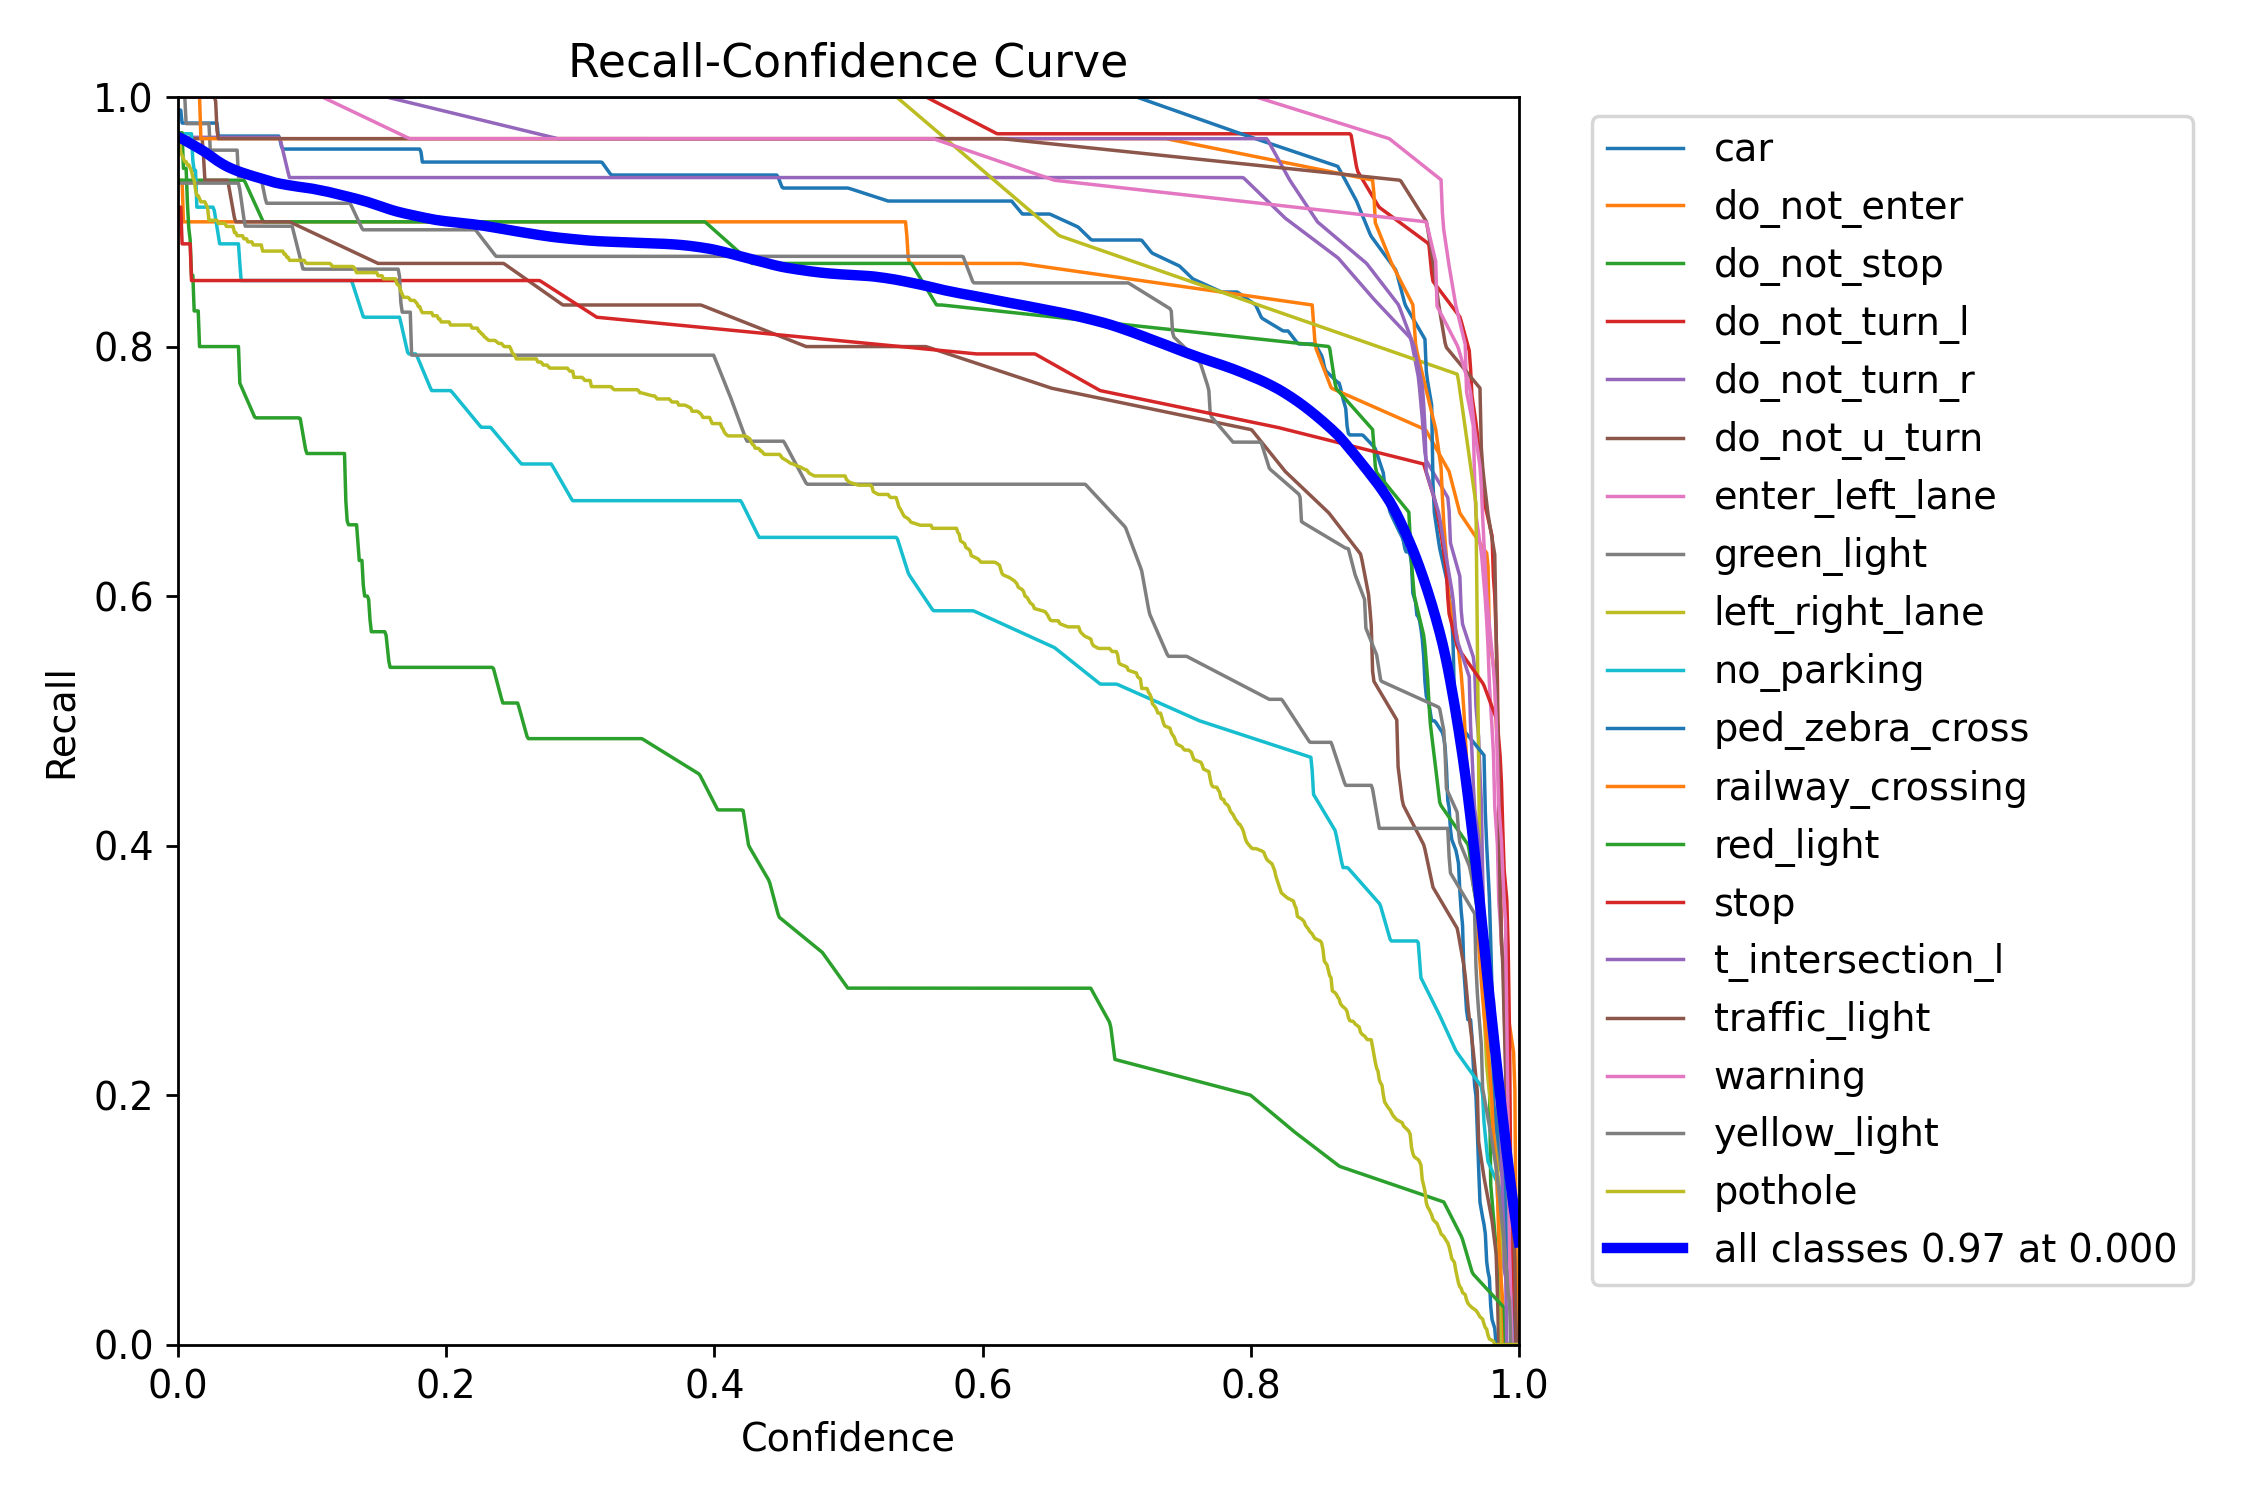 Recall-Confidence Curve
1.0
0.8
0.6
0.4
0.2
0.0
Recall
0.0 0.2 0.4 0.6 0.8 1.0
Confidence
car
do_not_enter
do_not_stop
do_not_turn_l
do_not_turn_r
do_not_u_turn
enter_left_lane
green_light
left_right_lane
no_parking
ped_zebra_cross
railway_crossing
red_light
stop
t_intersection_l
traffic_light
warning
yellow_light
pothole
all classes 0.97 at 0.000